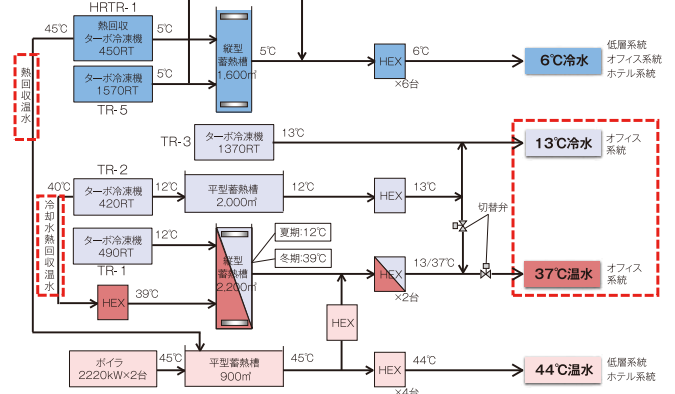 HRTR-1
45℃
熱回収
ターボ冷凍機
450RT
5℃
縦型
蓄熱槽
1,600㎥
5℃
HEX
×6台
6℃
6℃冷水
低層系統
オフィス系統
ホテル系統
ターボ冷凍機
1570RT
5℃
TR-5
熱回収温水
TR-3
ターボ冷凍機
1370RT
13℃
13℃冷水
オフィス
系統
TR-2
40℃
ターボ冷凍機
420RT
12℃
平型蓄熱槽
2,000㎥
12℃
HEX
13℃
冷却水熱回収温水
切替弁
ターボ冷凍機
490RT
12℃
TR-1
縦型
蓄熱槽
2,200㎥
夏期:12℃
冬期:39℃
HEX
39℃
HEX
×2台
13/37℃
37℃温水
オフィス
系統
HEX
ボイラ
2220kW×2台
45℃
平型蓄熱槽
900㎥
45℃
HEX
×4台
44℃
44℃温水
低層系統
ホテル系統